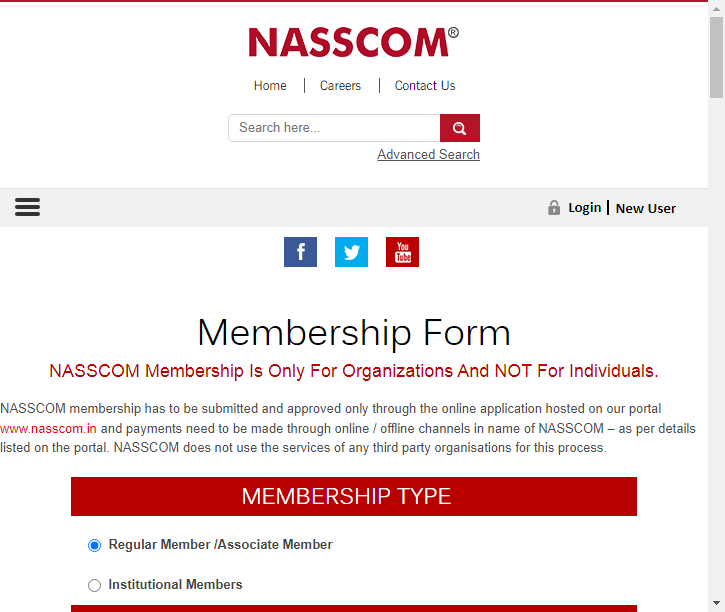 NASSCOM®
Home
Careers
Contact Us
Search here...
Advanced Search
Login
New User
f
You Tube
Membership Form
NASSCOM Membership Is Only For Organizations And NOT For Individuals.
NASSCOM membership has to be submitted and approved only through the online application hosted on our portal
www.nasscom.in and payments need to be made through online / offline channels in name of NASSCOM – as per details
listed on the portal. NASSCOM does not use the services of any third party organisations for this process.
MEMBERSHIP TYPE
Regular Member /Associate Member
Institutional Members